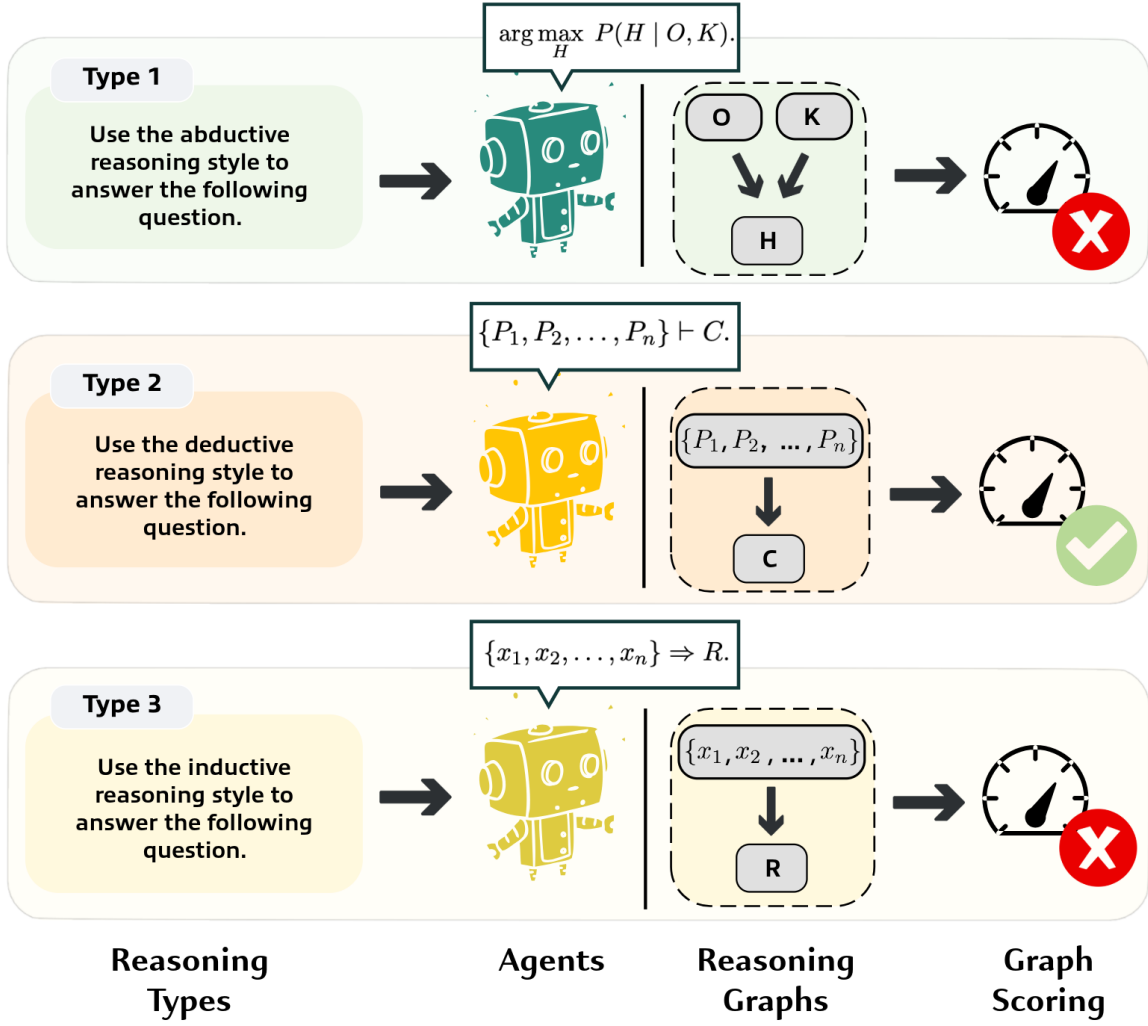 arg max P(H | O, K).
H
Type 1
Use the abductive
reasoning style to
answer the following
question.
O
K
H
{P₁, P₂, . . . , Pₙ} ⊢ C.
Type 2
Use the deductive
reasoning style to
answer the following
question.
{P₁, P₂, ..., Pₙ}
C
{x₁, x₂, . . . , xₙ} ⇒ R.
Type 3
Use the inductive
reasoning style to
answer the following
question.
{x₁, x₂, ..., xₙ}
R
Reasoning
Types
Agents
Reasoning
Graphs
Graph
Scoring